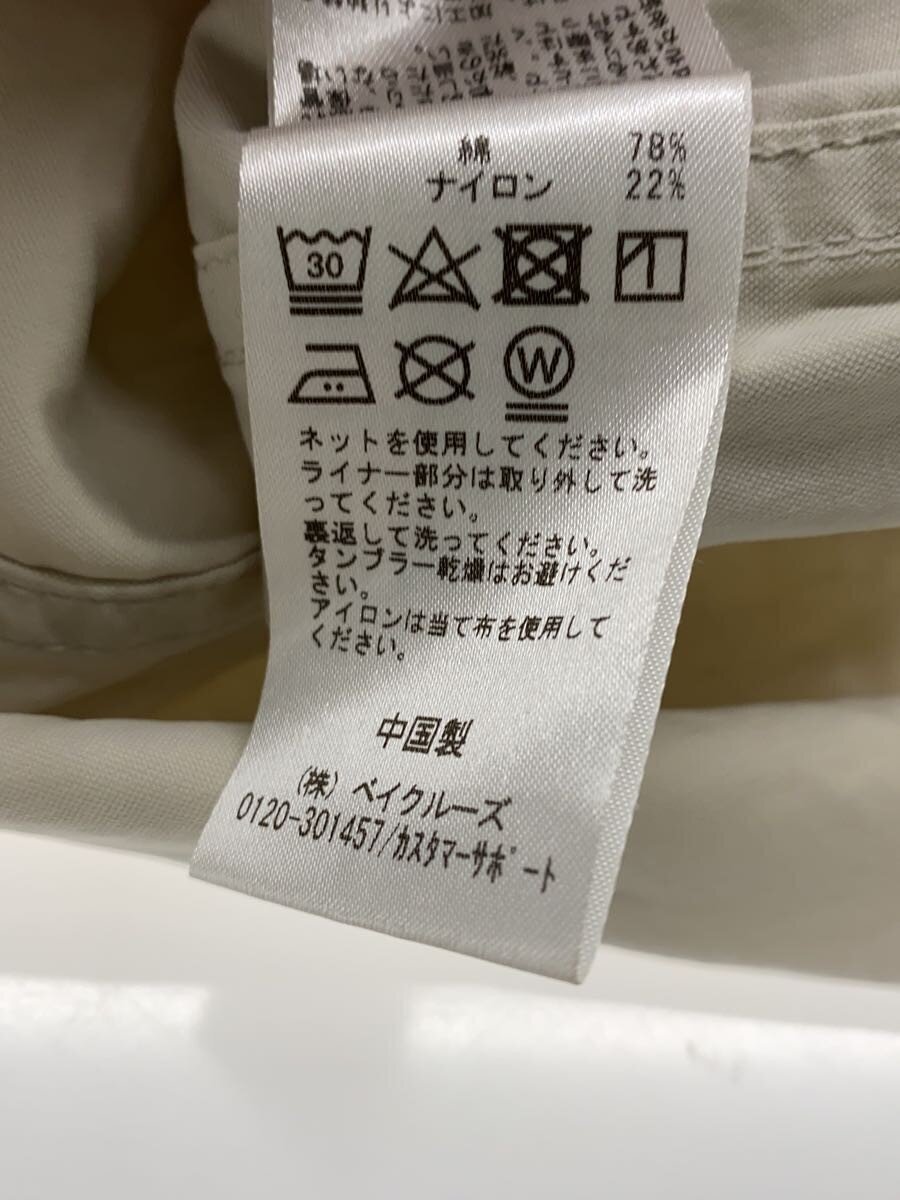 綿 78%
ナイロン 22%
30
W
ネットを使用してください。
ライナー部分は取り外して洗
ってください。
裏返して洗ってください。
タンブラー乾燥はお避けくだ
さい。
アイロンは当て布を使用して
ください。
中国製
(株) ベイクルーズ
0120-301457/カスタマーサポート